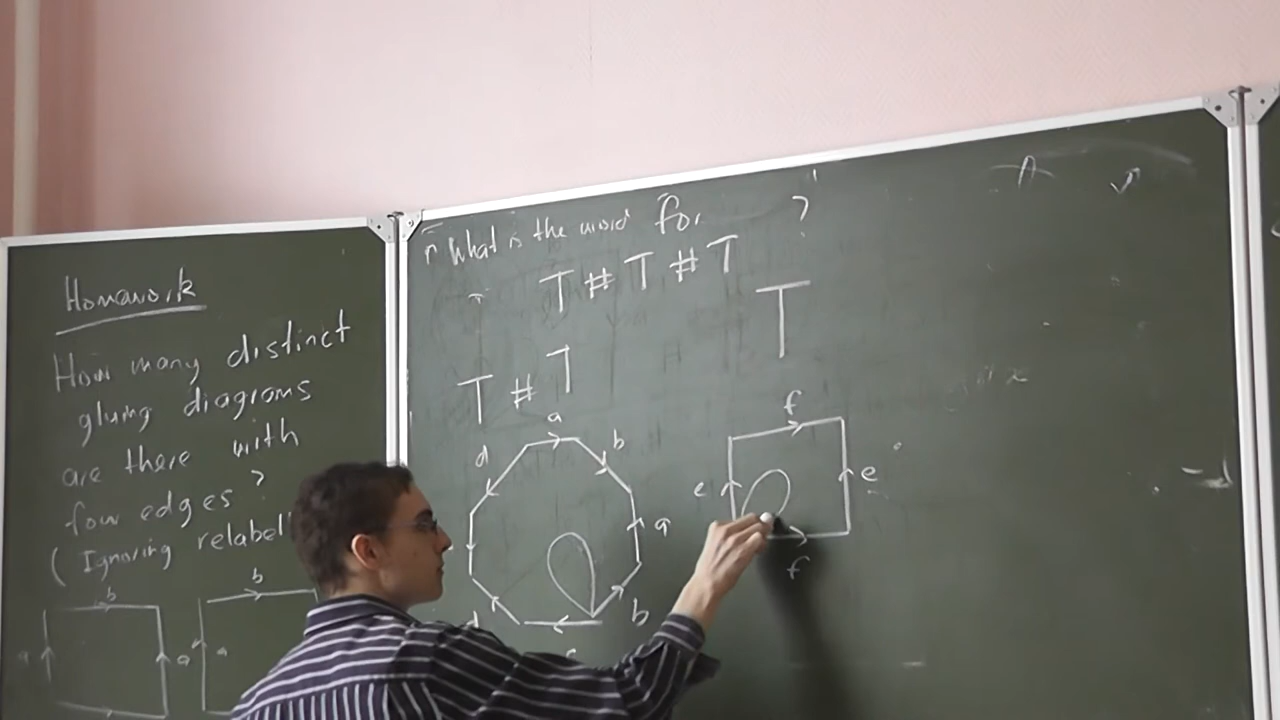 Homework
How many distinct
gluing diagrams
are there with
four edges?
(Ignoring relabell
b
a
a
b
a
What is the word for
T # T # T ?
T # T
T
a
b
a
b
c
d
d
f
e
e
f